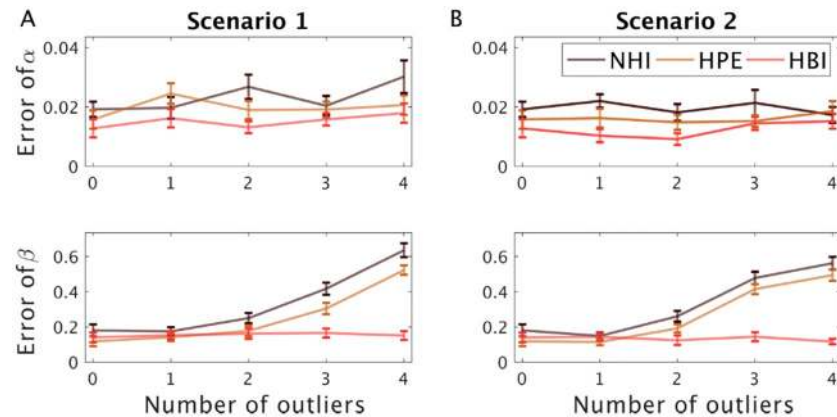 A
Scenario 1
B
Scenario 2
Error of α
0.04
0.02
0
0 1 2 3 4
0.04
0.02
0
NHI HPE HBI
0 1 2 3 4
Error of β
0.6
0.4
0.2
0
0 1 2 3 4
Number of outliers
0.6
0.4
0.2
0
0 1 2 3 4
Number of outliers